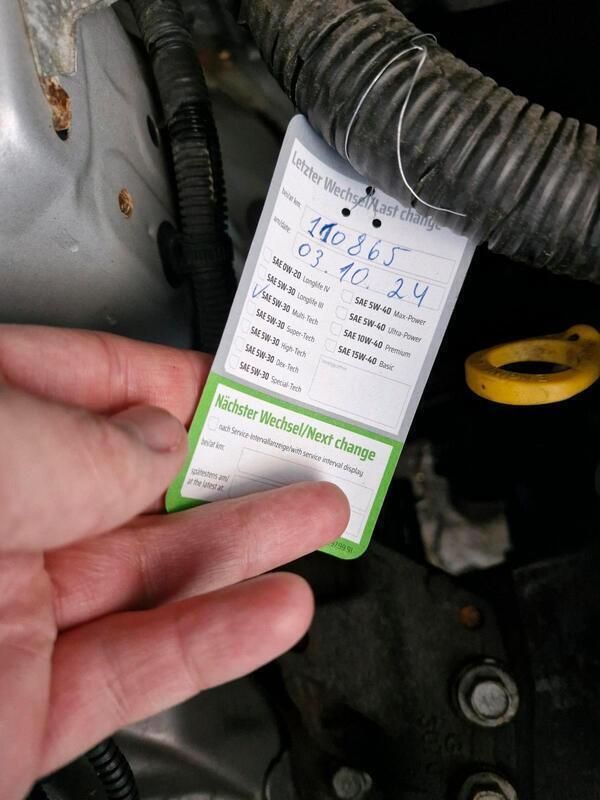 Letzter Wechsel/Last change
bei/at km:
110865
am/date:
03.10.24
SAE 0W-20 Longlife IV
SAE 5W-30 Longlife III
SAE 5W-30 Multi-Tech
SAE 5W-30 Super-Tech
SAE 5W-30 High-Tech
SAE 5W-30 Dex-Tech
SAE 5W-30 Special-Tech
SAE 5W-40 Max-Power
SAE 5W-40 Ultra-Power
SAE 10W-40 Premium
SAE 15W-40 Basic
Nächster Wechsel/Next change
nach Service-Intervallanzeige/with service interval display
bei/at km:
spätestens am/
at the latest at: